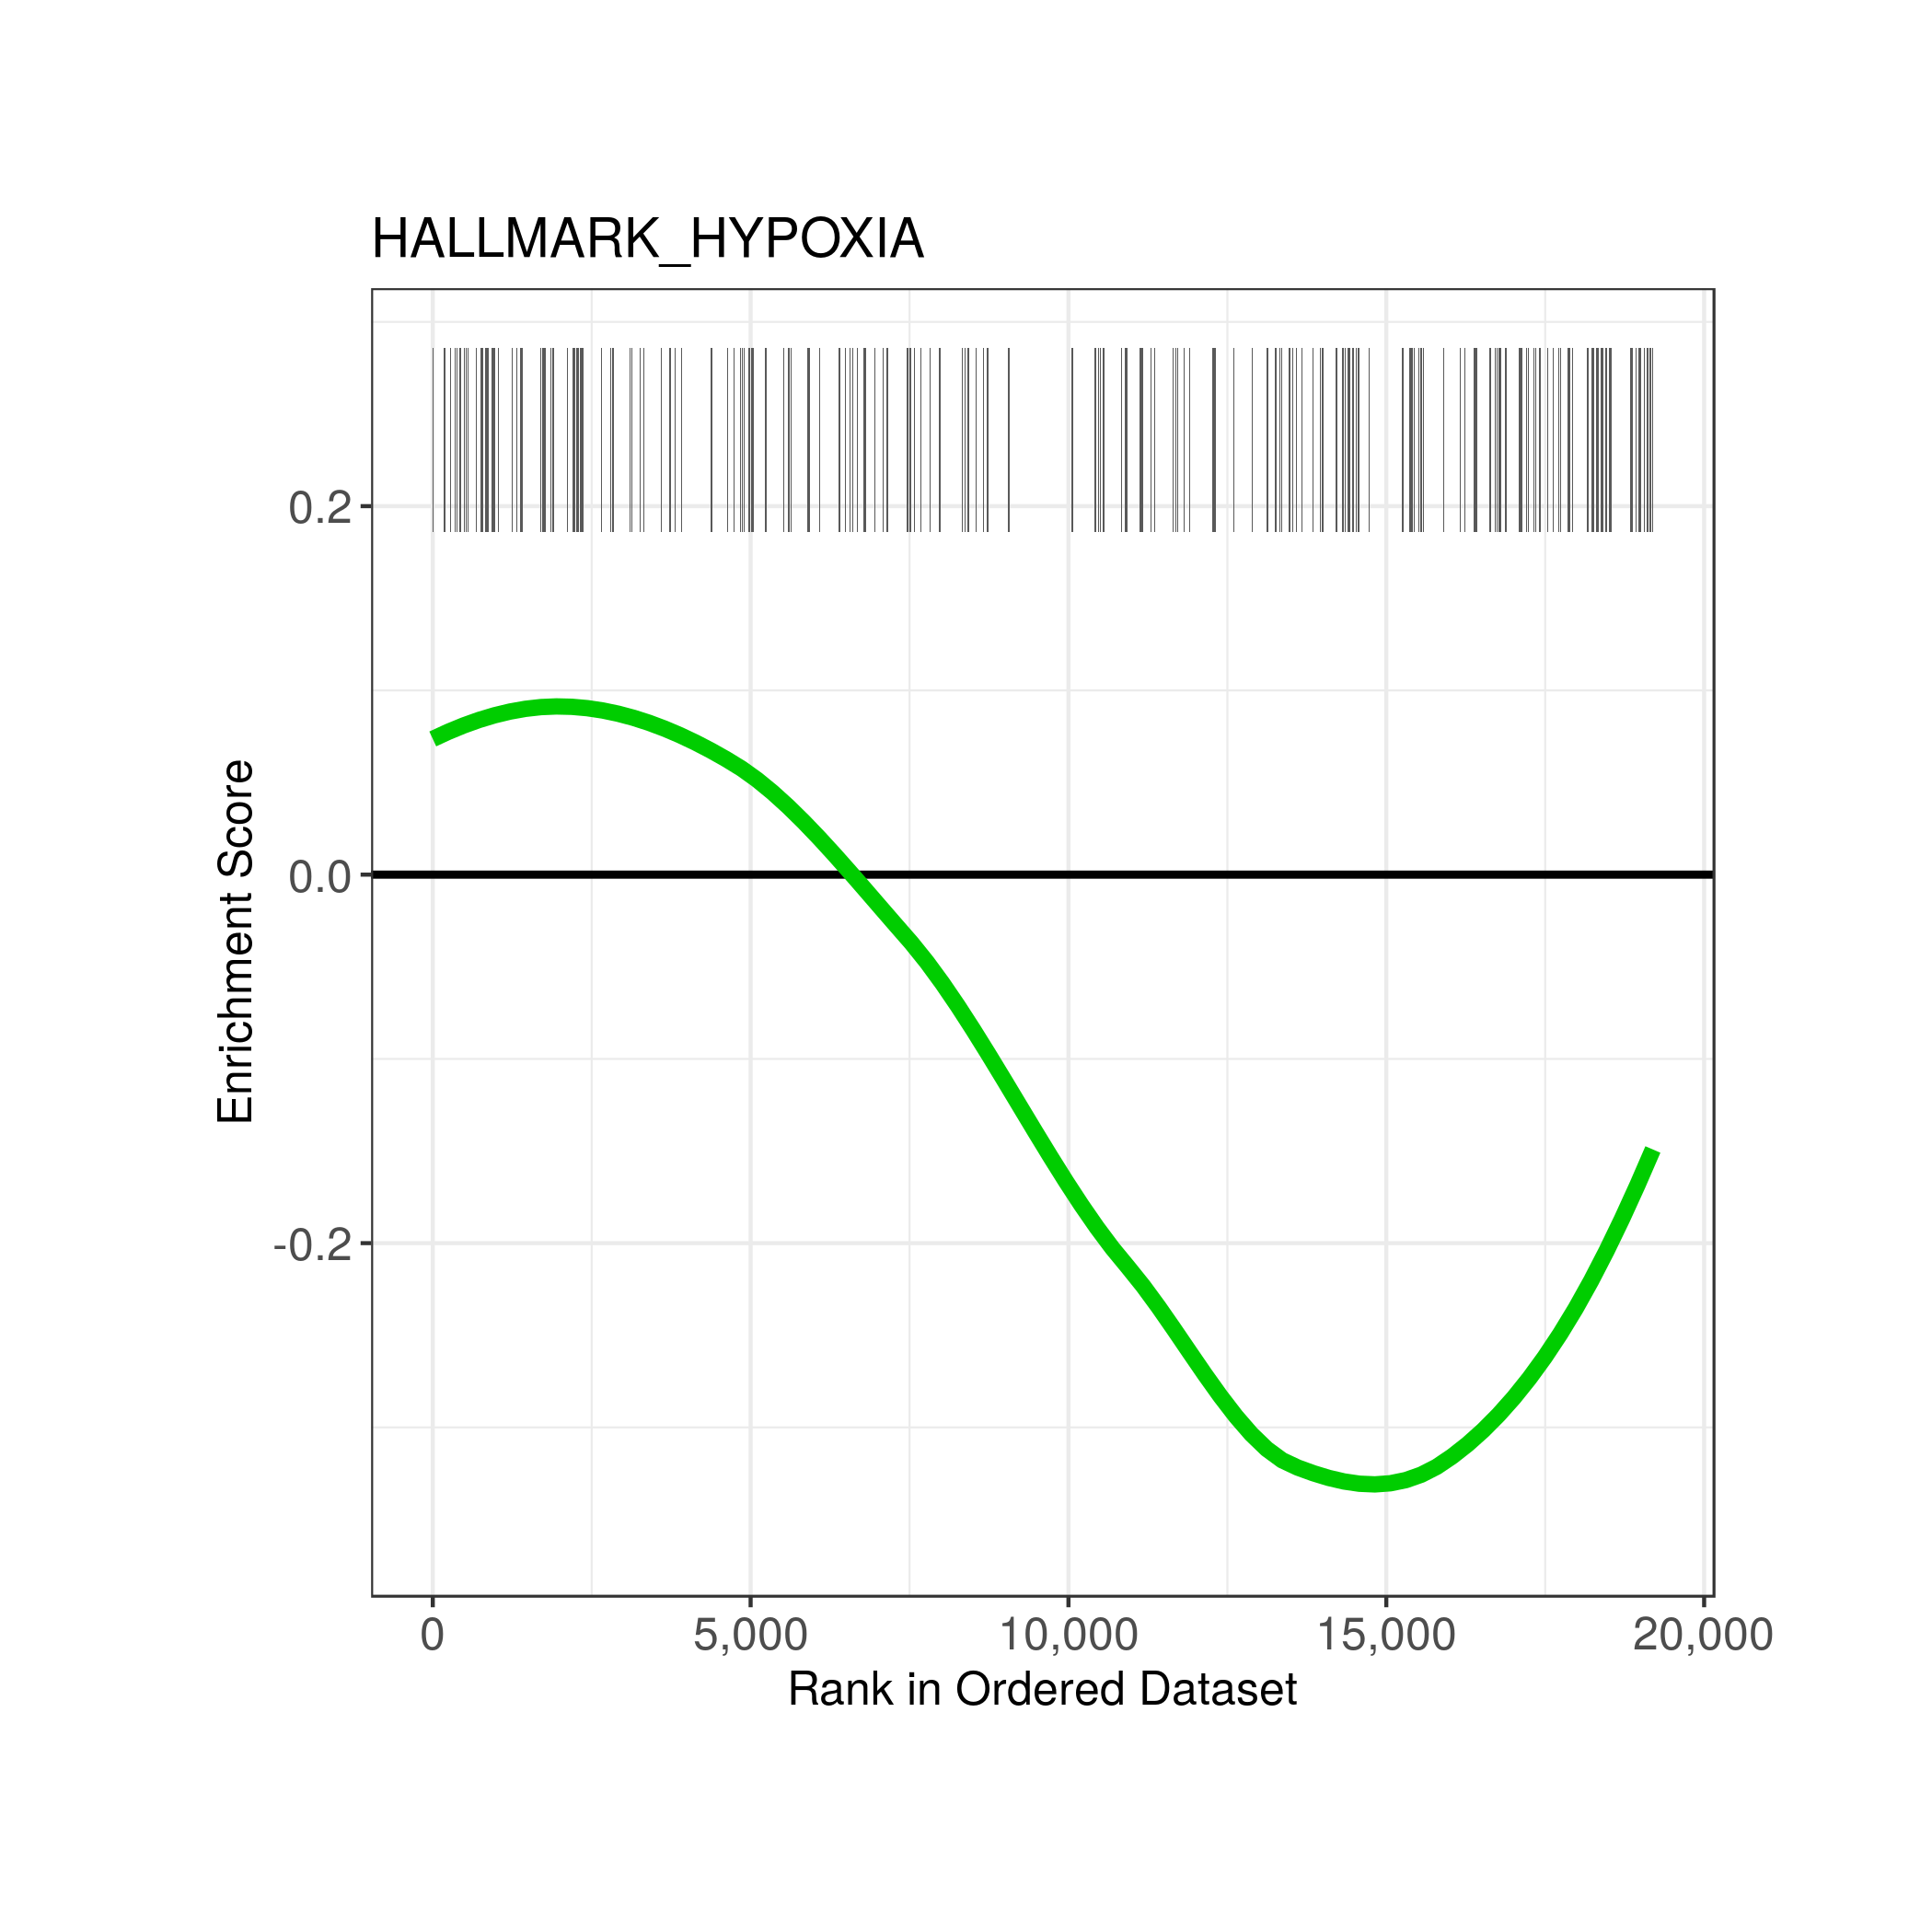 HALLMARK_HYPOXIA
Enrichment Score
0.2
0.0
-0.2
0
5,000
10,000
15,000
20,000
Rank in Ordered Dataset